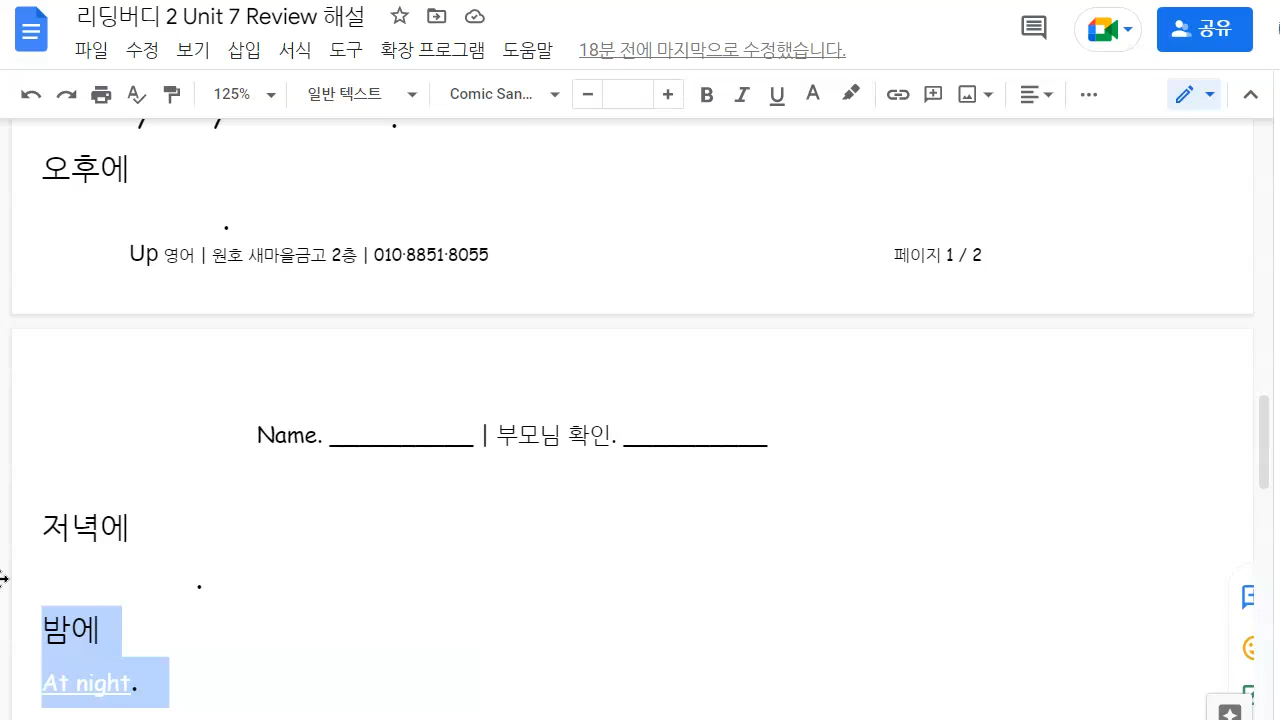 리딩버디 2 Unit 7 Review 해설
파일 수정 보기 삽입 서식 도구 확장 프로그램 도움말 18분 전에 마지막으로 수정했습니다.
공유
125% 일반 텍스트 Comic San... − + B I U A
오후에
.
Up 영어 | 원호 새마을금고 2층 | 010·8851·8055 페이지 1 / 2
Name. __________ | 부모님 확인. __________
저녁에
.
밤에
At night.